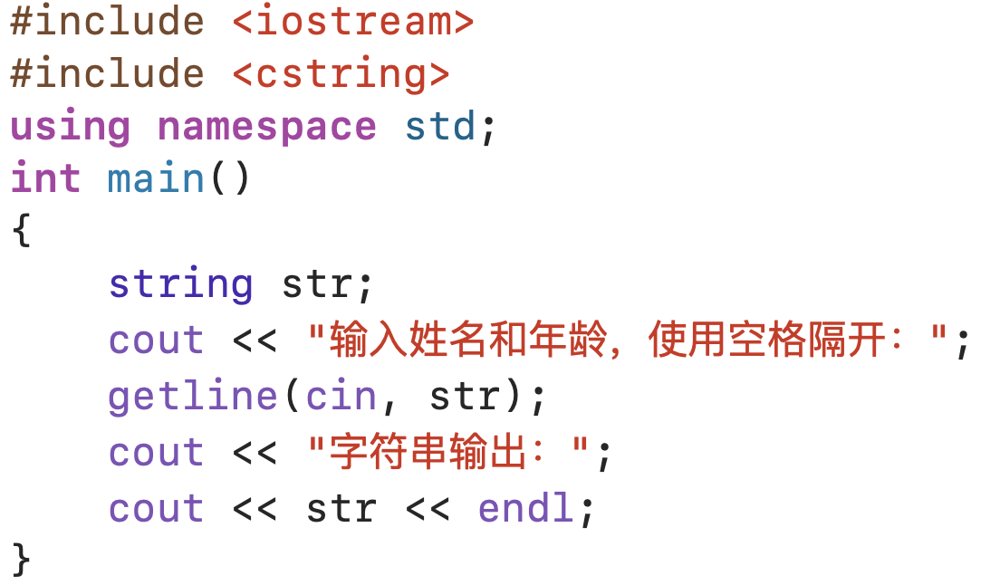 #include <iostream>
#include <cstring>
using namespace std;
int main()
{
    string str;
    cout << "输入姓名和年龄，使用空格隔开：";
    getline(cin, str);
    cout << "字符串输出：";
    cout << str << endl;
}